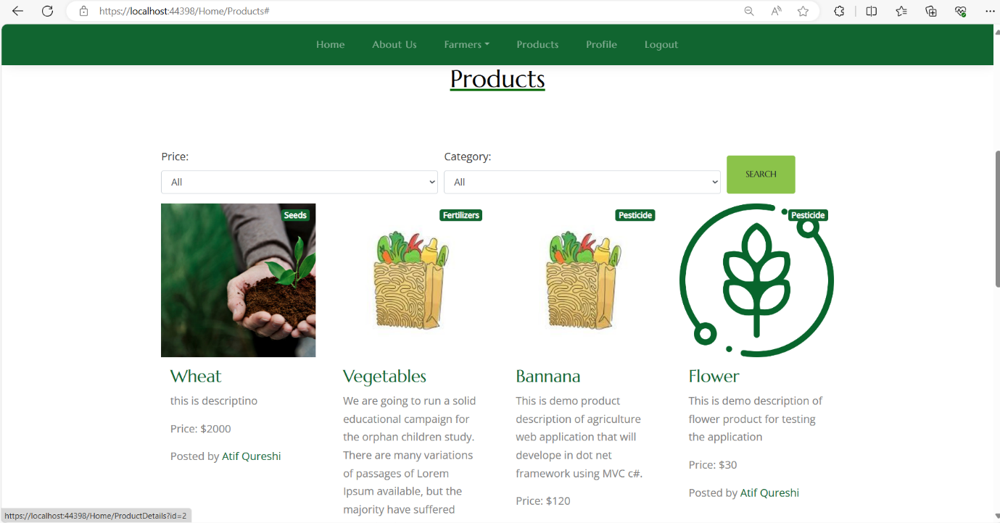 https://localhost:44398/Home/Products#
Home About Us Farmers Products Profile Logout
Products
Price:
Category:
All
All
SEARCH
Seeds
Fertilizers
Pesticide
Pesticide
Wheat
this is descriptino
Price: $2000
Posted by Atif Qureshi
Vegetables
We are going to run a solid
educational campaign for
the orphan children study.
There are many variations
of passages of Lorem
Ipsum available, but the
majority have suffered
Bannana
This is demo product
description of agriculture
web application that will
develope in dot net
framework using MVC c#.
Price: $120
Flower
This is demo description of
flower product for testing
the application
Price: $30
Posted by Atif Qureshi
https://localhost:44398/Home/ProductDetails?id=2